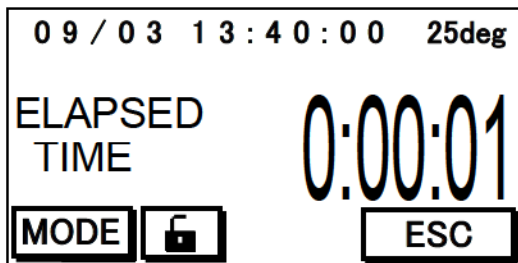 09/03 13:40:00 25deg
ELAPSED
TIME
0:00:01
MODE ESC